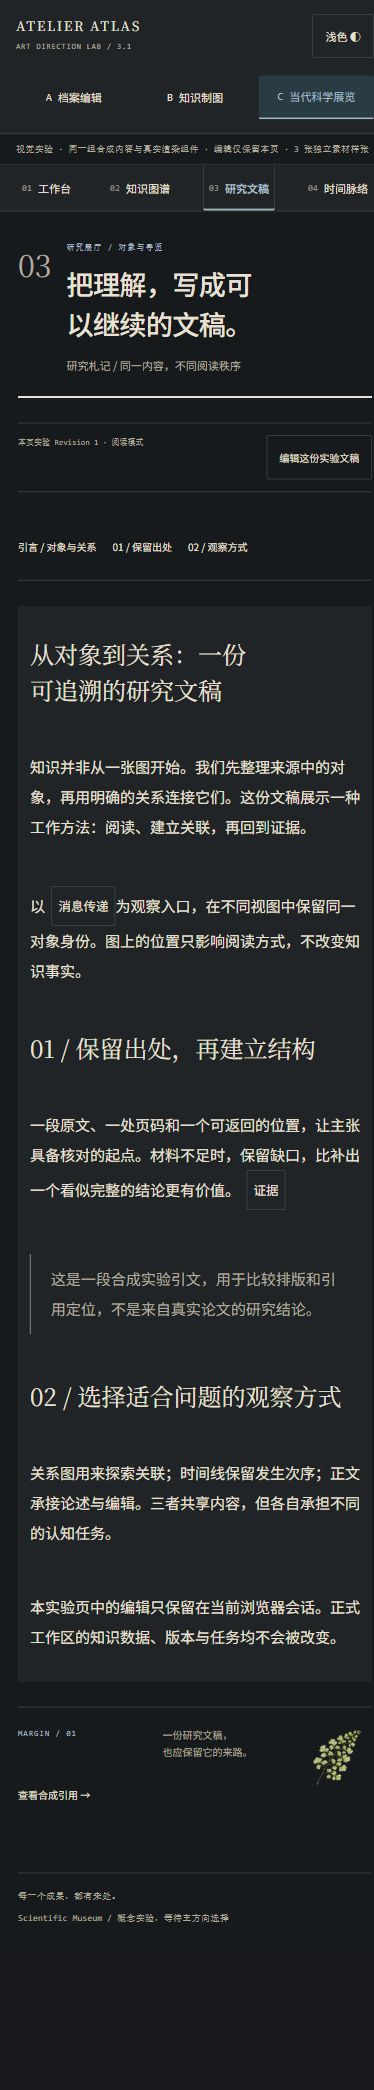 ATELIER ATLAS
ART DIRECTION LAB / 3.1
浅色
A 档案编辑
B 知识制图
C 当代科学展览
视觉实验 · 同一组合成内容与真实渲染组件 · 编辑仅保留本页 · 3 张独立素材样张
01 工作台
02 知识图谱
03 研究文稿
04 时间脉络
03
研究展厅 / 对象与导览
把理解，写成可
以继续的文稿。
研究札记 / 同一内容，不同阅读秩序
本页实验 Revision 1 · 阅读模式
编辑这份实验文稿
引言 / 对象与关系 01 / 保留出处 02 / 观察方式
从对象到关系：一份
可追溯的研究文稿
知识并非从一张图开始。我们先整理来源中的对
象，再用明确的关系连接它们。这份文稿展示一种
工作方法：阅读、建立关联，再回到证据。
以 消息传递 为观察入口，在不同视图中保留同一
对象身份。图上的位置只影响阅读方式，不改变知
识事实。
01 / 保留出处，再建立结构
一段原文、一处页码和一个可返回的位置，让主张
具备核对的起点。材料不足时，保留缺口，比补出
一个看似完整的结论更有价值。 证据
这是一段合成实验引文，用于比较排版和引
用定位，不是来自真实论文的研究结论。
02 / 选择适合问题的观察方式
关系图用来探索关联；时间线保留发生次序；正文
承接论述与编辑。三者共享内容，但各自承担不同
的认知任务。
本实验页中的编辑只保留在当前浏览器会话。正式
工作区的知识数据、版本与任务均不会被改变。
MARGIN / 01
一份研究文稿，
也应保留它的来路。
查看合成引用 →
每一个成果，都有来处。
Scientific Museum / 概念实验，等待主方向选择